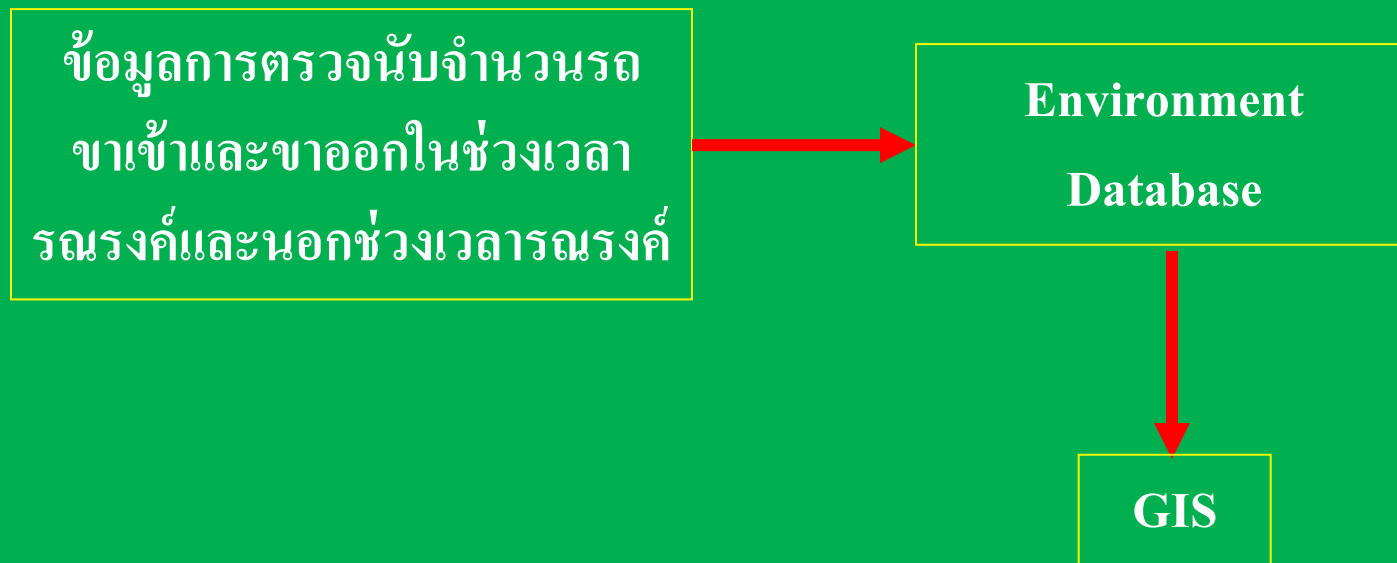 ข้อมูลการตรวจนับจำนวนรถ
ขาเข้าและขาออกในช่วงเวลา
รณรงค์และนอกช่วงเวลารณรงค์
Environment
Database
GIS